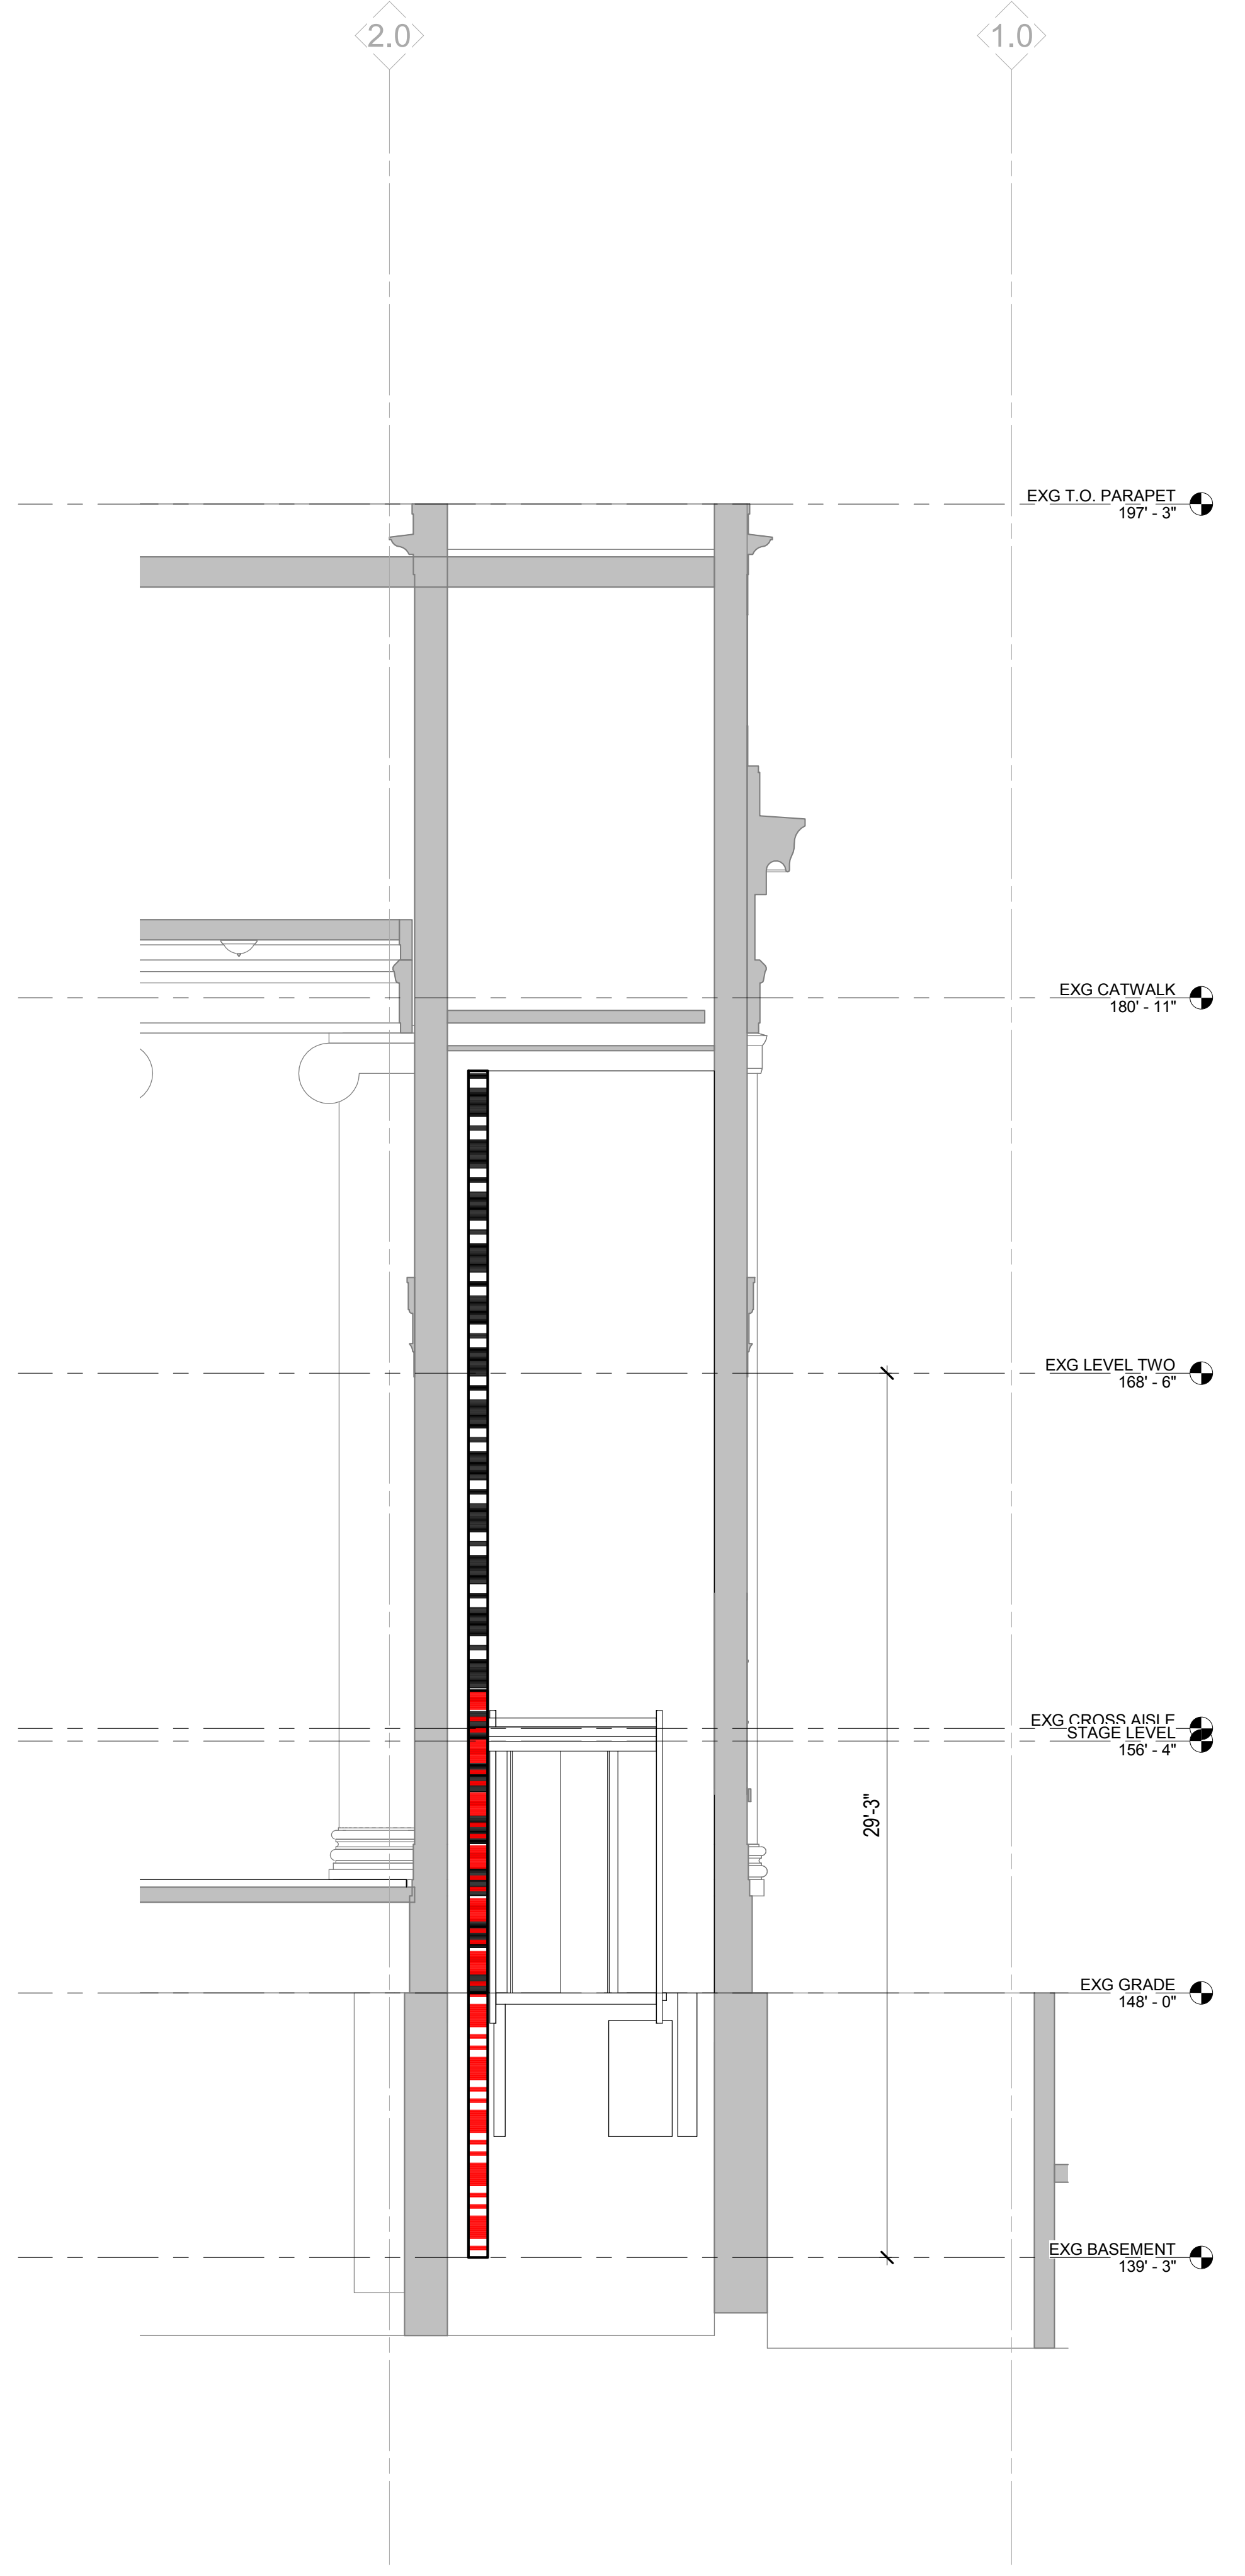 2.0
1.0
EXG T.O. PARAPET
197' - 3"
EXG CATWALK
180' - 11"
EXG LEVEL TWO
168' - 6"
EXG CROSS AISLE
STAGE LEVEL
156' - 4"
29'-3"
EXG GRADE
148' - 0"
EXG BASEMENT
139' - 3"